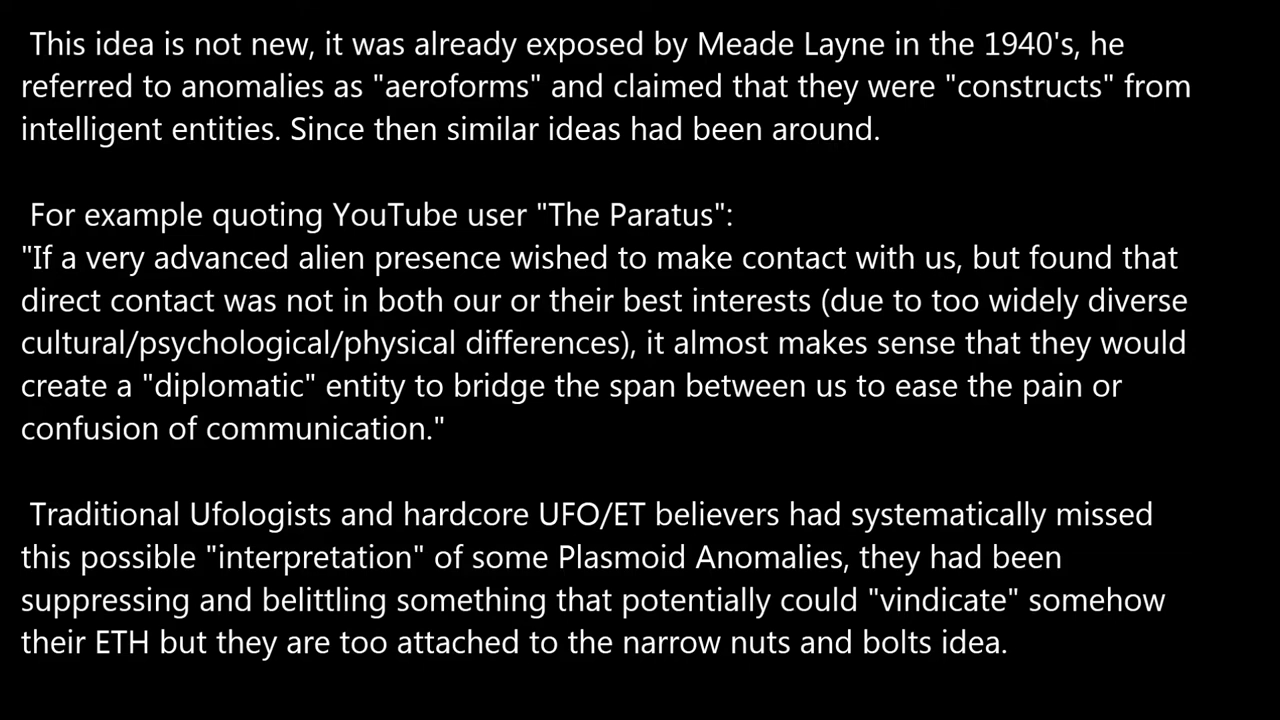 This idea is not new, it was already exposed by Meade Layne in the 1940's, he
referred to anomalies as "aeroforms" and claimed that they were "constructs" from
intelligent entities. Since then similar ideas had been around.
For example quoting YouTube user "The Paratus":
"If a very advanced alien presence wished to make contact with us, but found that
direct contact was not in both our or their best interests (due to too widely diverse
cultural/psychological/physical differences), it almost makes sense that they would
create a "diplomatic" entity to bridge the span between us to ease the pain or
confusion of communication."
Traditional Ufologists and hardcore UFO/ET believers had systematically missed
this possible "interpretation" of some Plasmoid Anomalies, they had been
suppressing and belittling something that potentially could "vindicate" somehow
their ETH but they are too attached to the narrow nuts and bolts idea.